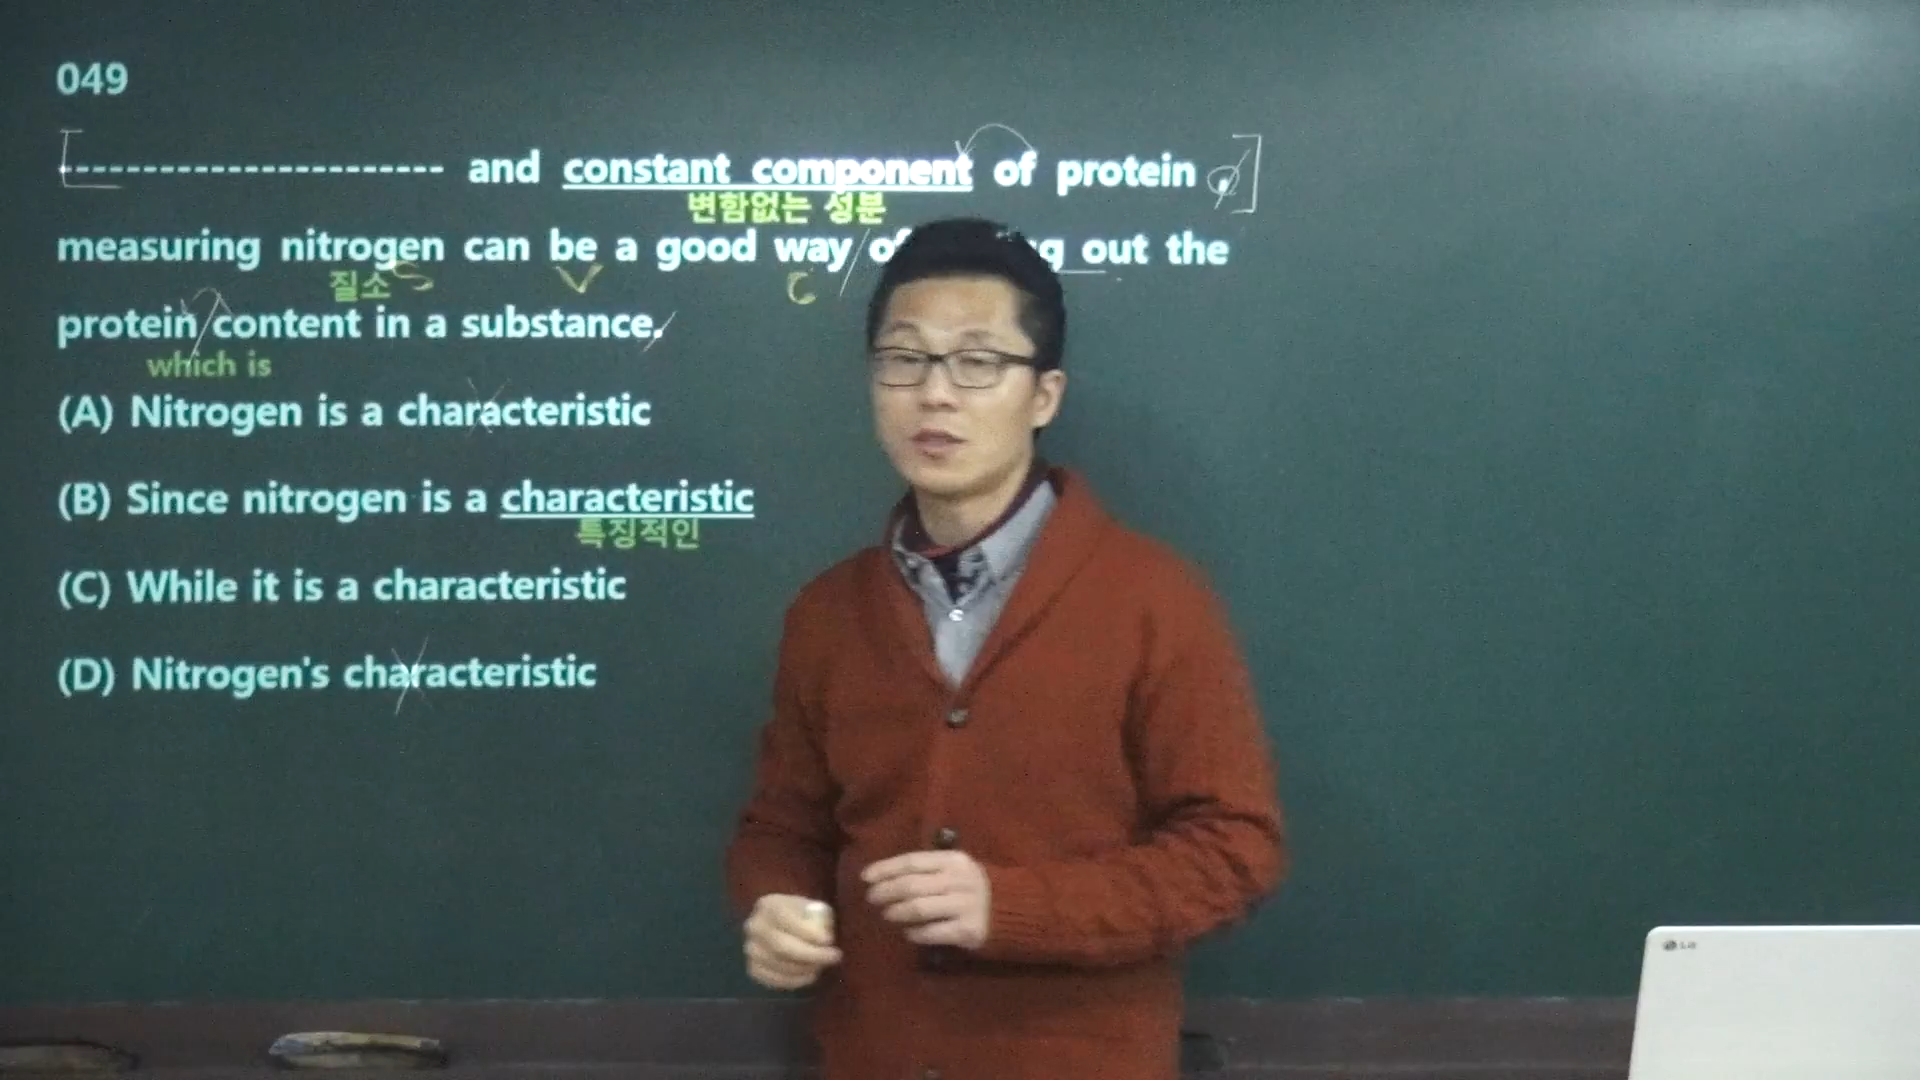 049
---------------------- and constant component of protein,
변함없는 성분
measuring nitrogen can be a good way out the
질소 S V C
protein content in a substance.
which is
(A) Nitrogen is a characteristic
(B) Since nitrogen is a characteristic
특징적인
(C) While it is a characteristic
(D) Nitrogen's characteristic
LG